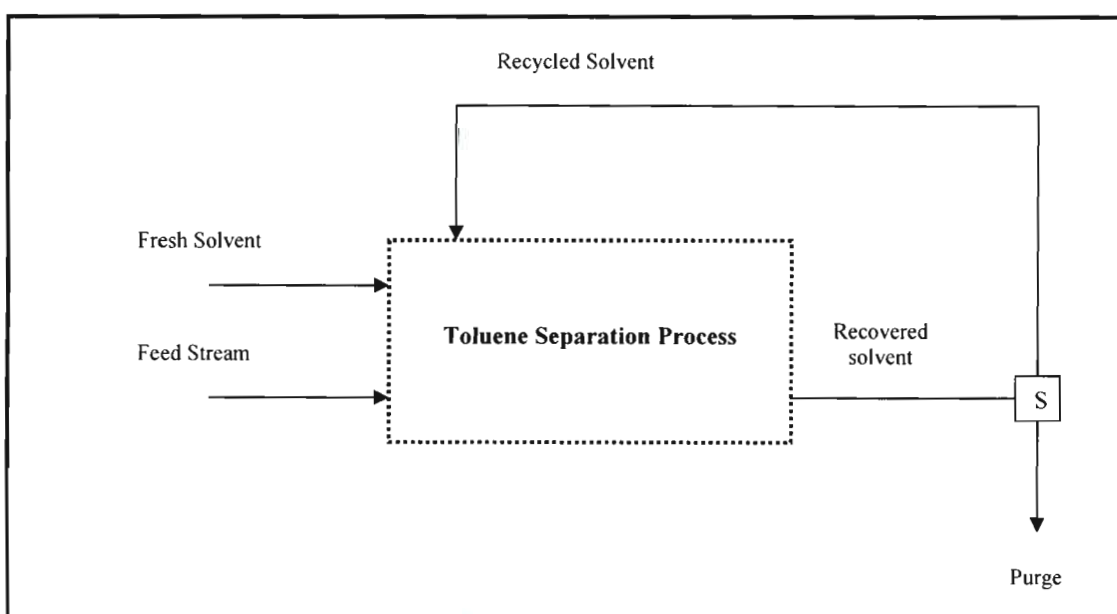 Recycled Solvent
Fresh Solvent
Toluene Separation Process
Feed Stream
Recovered
solvent
S
Purge